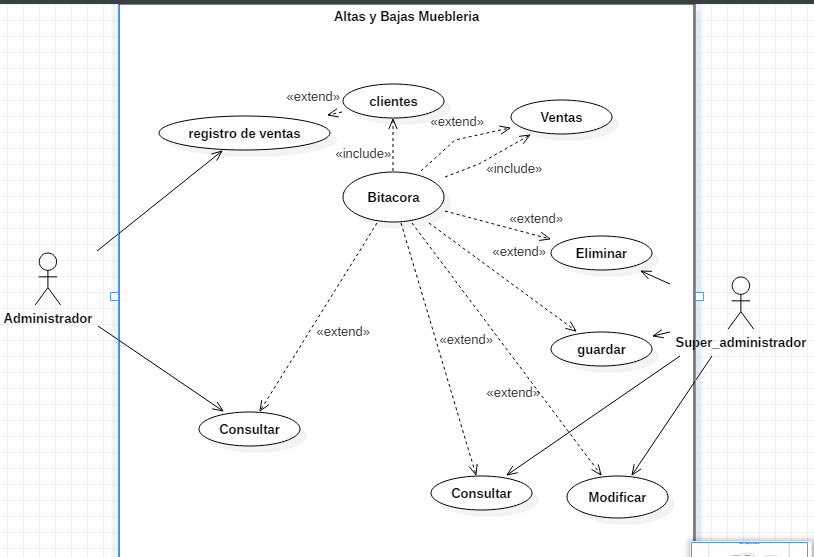 Altas y Bajas Muebleria
«extend»
clientes
«extend»
Ventas
registro de ventas
«include»
«include»
Bitacora
«extend»
«extend»
Eliminar
Administrador
«extend»
«extend»
Super_administrador
guardar
«extend»
Consultar
Consultar
Modificar